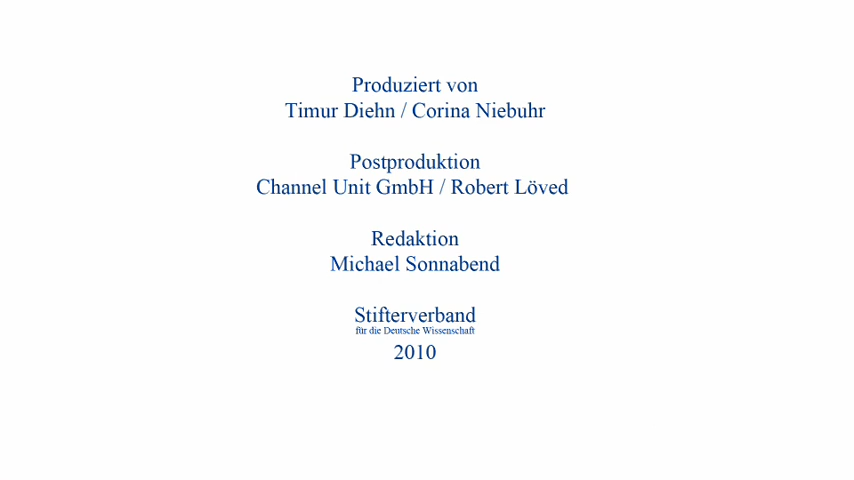 Produziert von
Timur Diehn / Corina Niebuhr
Postproduktion
Channel Unit GmbH / Robert Löved
Redaktion
Michael Sonnabend
Stifterverband
für die Deutsche Wissenschaft
2010